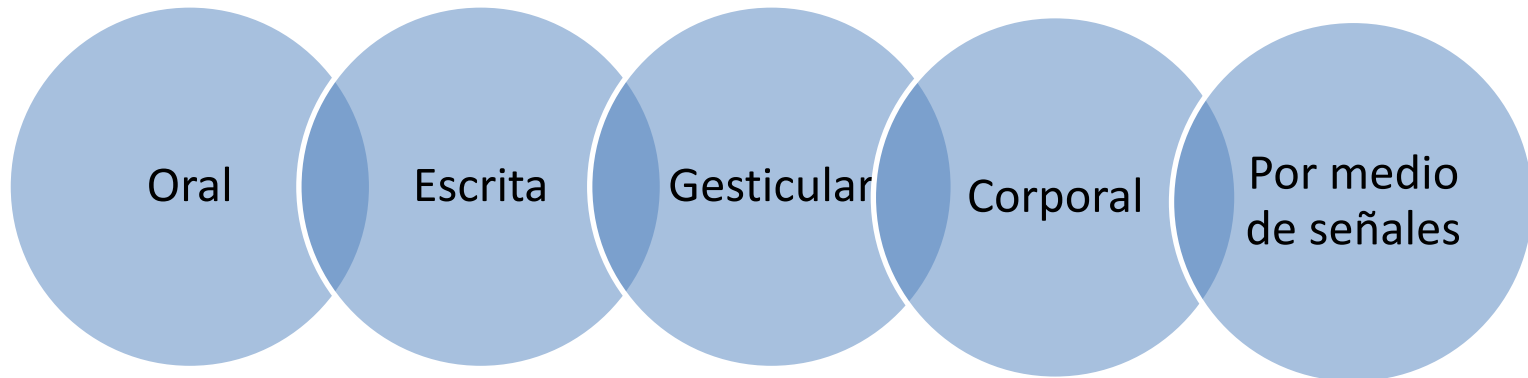 Oral
Escrita
Gesticular
Corporal
Por medio
de señales